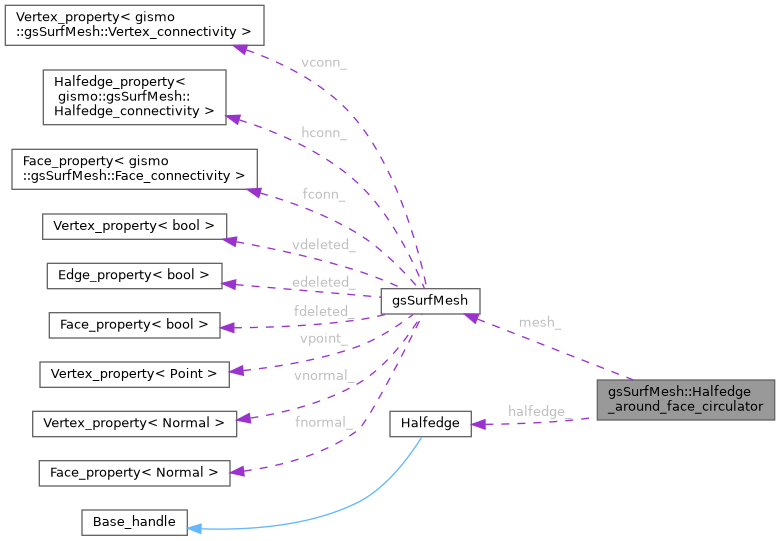 Vertex_property< gismo
::gsSurfMesh::Vertex_connectivity >
vconn_
Halfedge_property<
gismo::gsSurfMesh::
Halfedge_connectivity >
hconn_
Face_property< gismo
::gsSurfMesh::Face_connectivity >
fconn_
Vertex_property< bool >
vdeleted_
Edge_property< bool >
edeleted_
gsSurfMesh
Face_property< bool >
fdeleted_
mesh_
vpoint_
Vertex_property< Point >
vnormal_
gsSurfMesh::Halfedge
_around_face_circulator
Vertex_property< Normal >
fnormal_
Halfedge
halfedge_
Face_property< Normal >
Base_handle